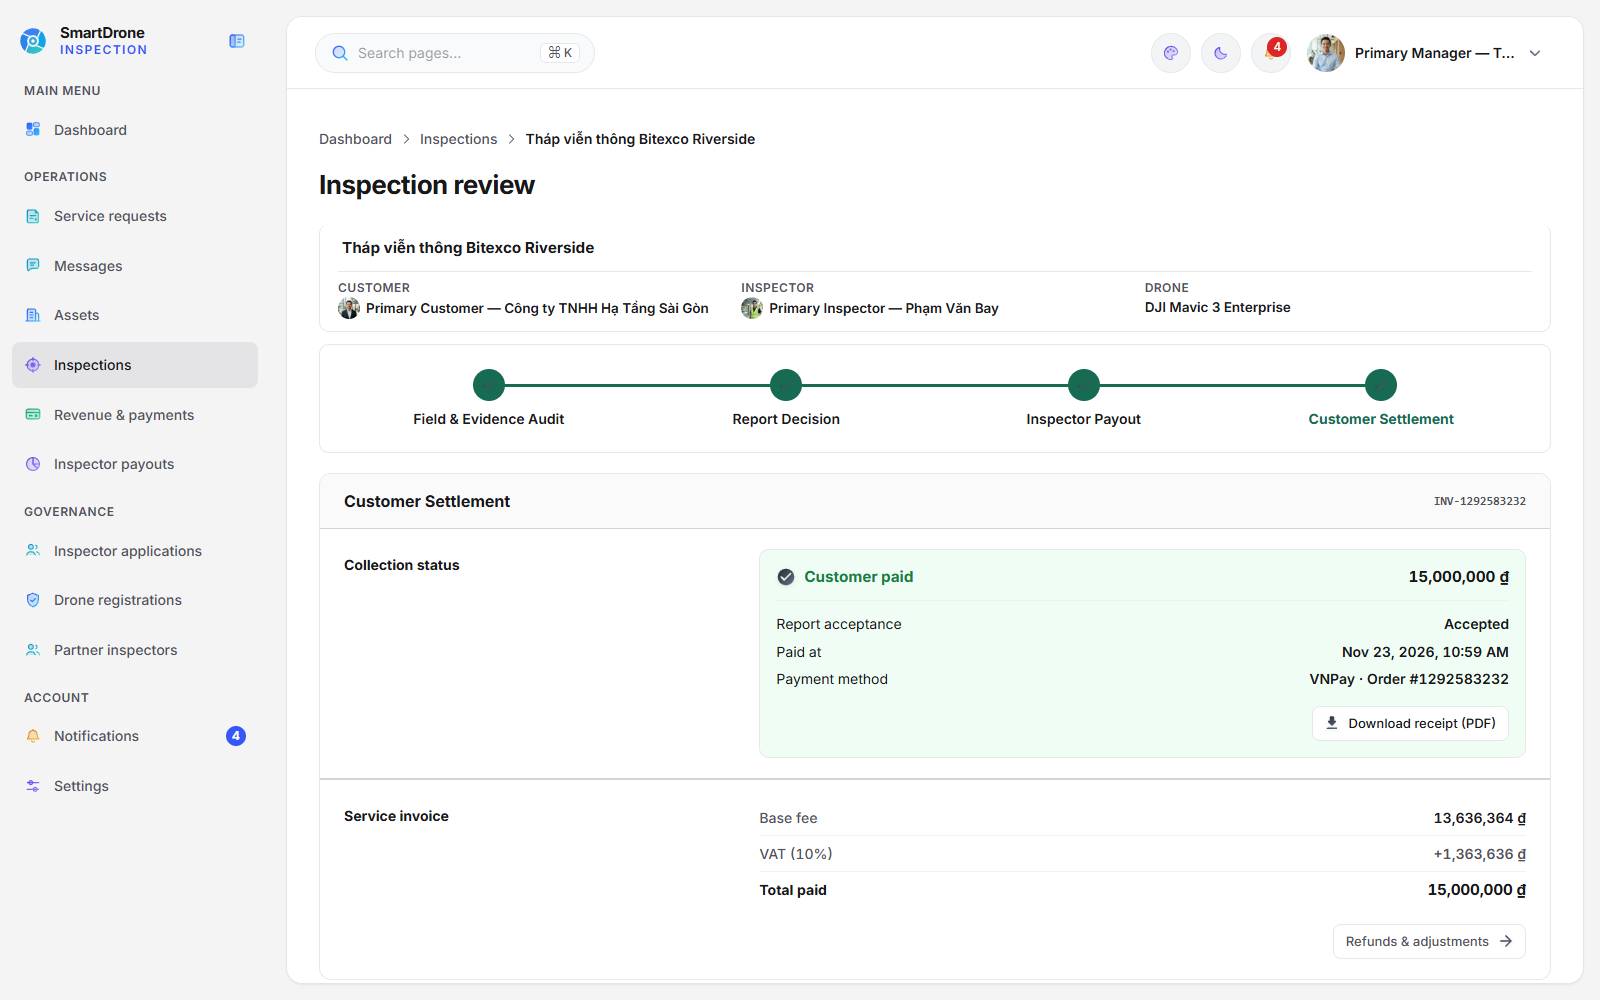 SmartDrone
INSPECTION
MAIN MENU
Dashboard
OPERATIONS
Service requests
Messages
Assets
Inspections
Revenue & payments
Inspector payouts
GOVERNANCE
Inspector applications
Drone registrations
Partner inspectors
ACCOUNT
Notifications 4
Settings
Search pages... ⌘ K
4
Primary Manager — T...
Dashboard > Inspections > Tháp viễn thông Bitexco Riverside
Inspection review
Tháp viễn thông Bitexco Riverside
CUSTOMER INSPECTOR DRONE
Primary Customer — Công ty TNHH Hạ Tầng Sài Gòn Primary Inspector — Phạm Văn Bay DJI Mavic 3 Enterprise
Field & Evidence Audit Report Decision Inspector Payout Customer Settlement
Customer Settlement INV-1292583232
Collection status
Customer paid 15,000,000 ₫
Report acceptance Accepted
Paid at Nov 23, 2026, 10:59 AM
Payment method VNPay · Order #1292583232
Download receipt (PDF)
Service invoice
Base fee 13,636,364 ₫
VAT (10%) +1,363,636 ₫
Total paid 15,000,000 ₫
Refunds & adjustments →